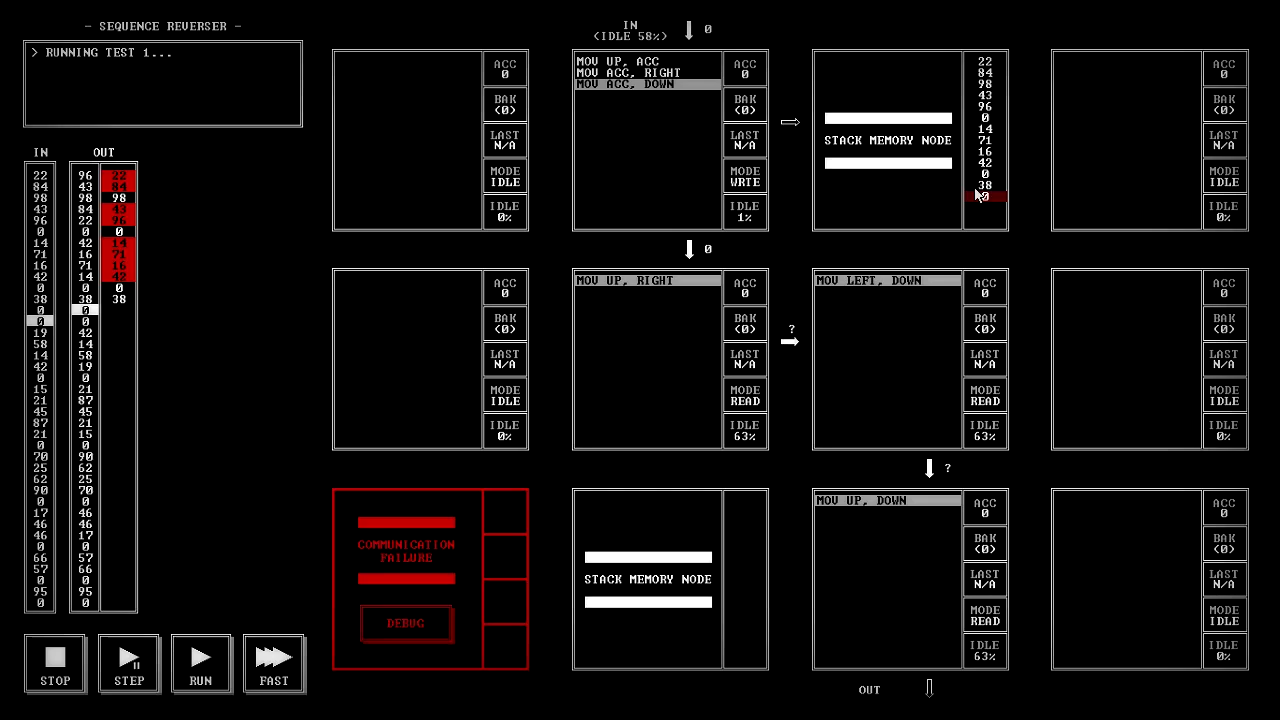 - SEQUENCE REVERSER -
> RUNNING TEST 1...
IN
OUT
22 96 22
84 43 84
98 98 98
43 84 43
96 22 96
0 0 0
14 42 14
71 16 71
16 71 16
42 14 42
0 0 0
38 38 38
0 0
0 0
19 42
58 14
14 58
42 19
0 0
15 21
21 87
45 45
87 21
21 15
0 0
70 90
25 62
62 25
90 70
0 0
17 46
46 46
46 17
0 0
66 57
57 66
0 0
95 95
0 0
STOP
STEP
RUN
FAST
IN
(IDLE 58%)
0
ACC
0
BAK
(0)
LAST
N/A
MODE
IDLE
IDLE
0%
MOV UP, ACC
MOV ACC, RIGHT
MOV ACC, DOWN
ACC
0
BAK
(0)
LAST
N/A
MODE
WRTE
IDLE
1%
STACK MEMORY NODE
22
84
98
43
96
0
14
71
16
42
0
38
0
ACC
0
BAK
(0)
LAST
N/A
MODE
IDLE
IDLE
0%
0
ACC
0
BAK
(0)
LAST
N/A
MODE
IDLE
IDLE
0%
MOV UP, RIGHT
ACC
0
BAK
(0)
LAST
N/A
MODE
READ
IDLE
63%
?
MOV LEFT, DOWN
ACC
0
BAK
(0)
LAST
N/A
MODE
READ
IDLE
63%
ACC
0
BAK
(0)
LAST
N/A
MODE
IDLE
IDLE
0%
?
COMMUNICATION
FAILURE
DEBUG
STACK MEMORY NODE
MOV UP, DOWN
ACC
0
BAK
(0)
LAST
N/A
MODE
READ
IDLE
63%
ACC
0
BAK
(0)
LAST
N/A
MODE
IDLE
IDLE
0%
OUT